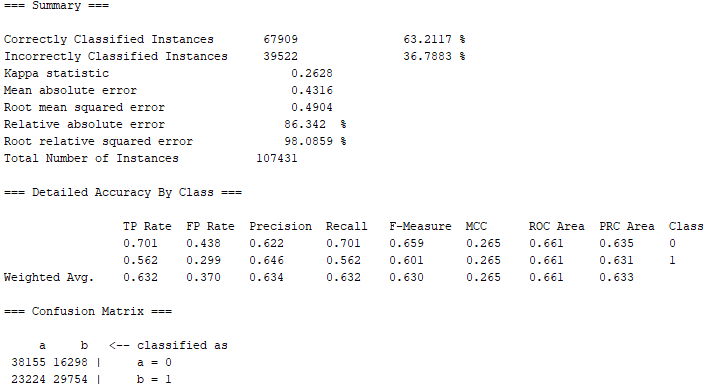 === Summary ===
Correctly Classified Instances 67909 63.2117 %
Incorrectly Classified Instances 39522 36.7883 %
Kappa statistic 0.2628
Mean absolute error 0.4316
Root mean squared error 0.4904
Relative absolute error 86.342 %
Root relative squared error 98.0859 %
Total Number of Instances 107431
=== Detailed Accuracy By Class ===
TP Rate FP Rate Precision Recall F-Measure MCC ROC Area PRC Area Class
0.701 0.438 0.622 0.701 0.659 0.265 0.661 0.635 0
0.562 0.299 0.646 0.562 0.601 0.265 0.661 0.631 1
Weighted Avg. 0.632 0.370 0.634 0.632 0.630 0.265 0.661 0.633
=== Confusion Matrix ===
a b <-- classified as
38155 16298 | a = 0
23224 29754 | b = 1